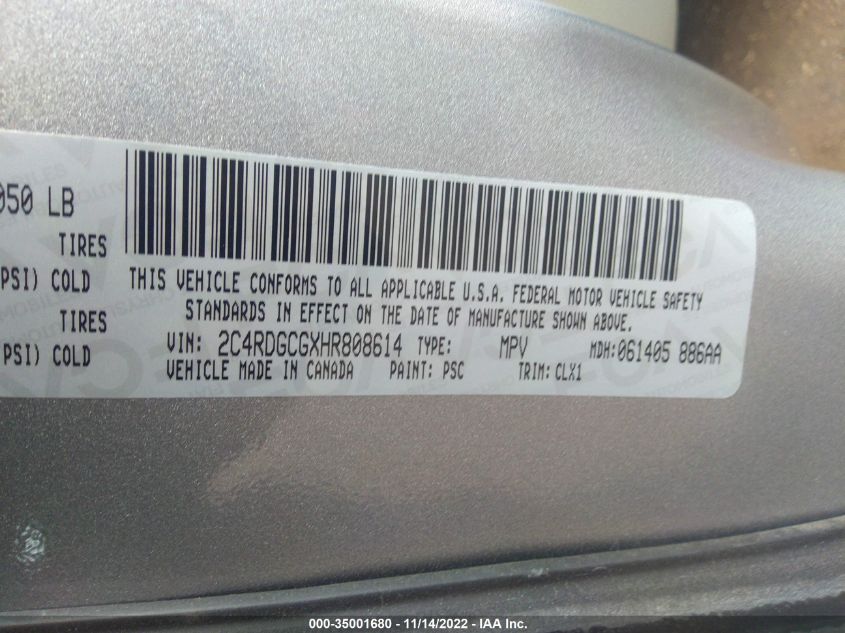 050 LB
TIRES
PSI) COLD
THIS VEHICLE CONFORMS TO ALL APPLICABLE U.S.A. FEDERAL MOTOR VEHICLE SAFETY
STANDARDS IN EFFECT ON THE DATE OF MANUFACTURE SHOWN ABOVE.
TIRES
PSI) COLD
VIN: 2C4RDGCGXHR808614 TYPE: MPV MDH:061405 886AA
VEHICLE MADE IN CANADA PAINT: PSC TRIM: CLX1
000-35001680 - 11/14/2022 - IAA Inc.